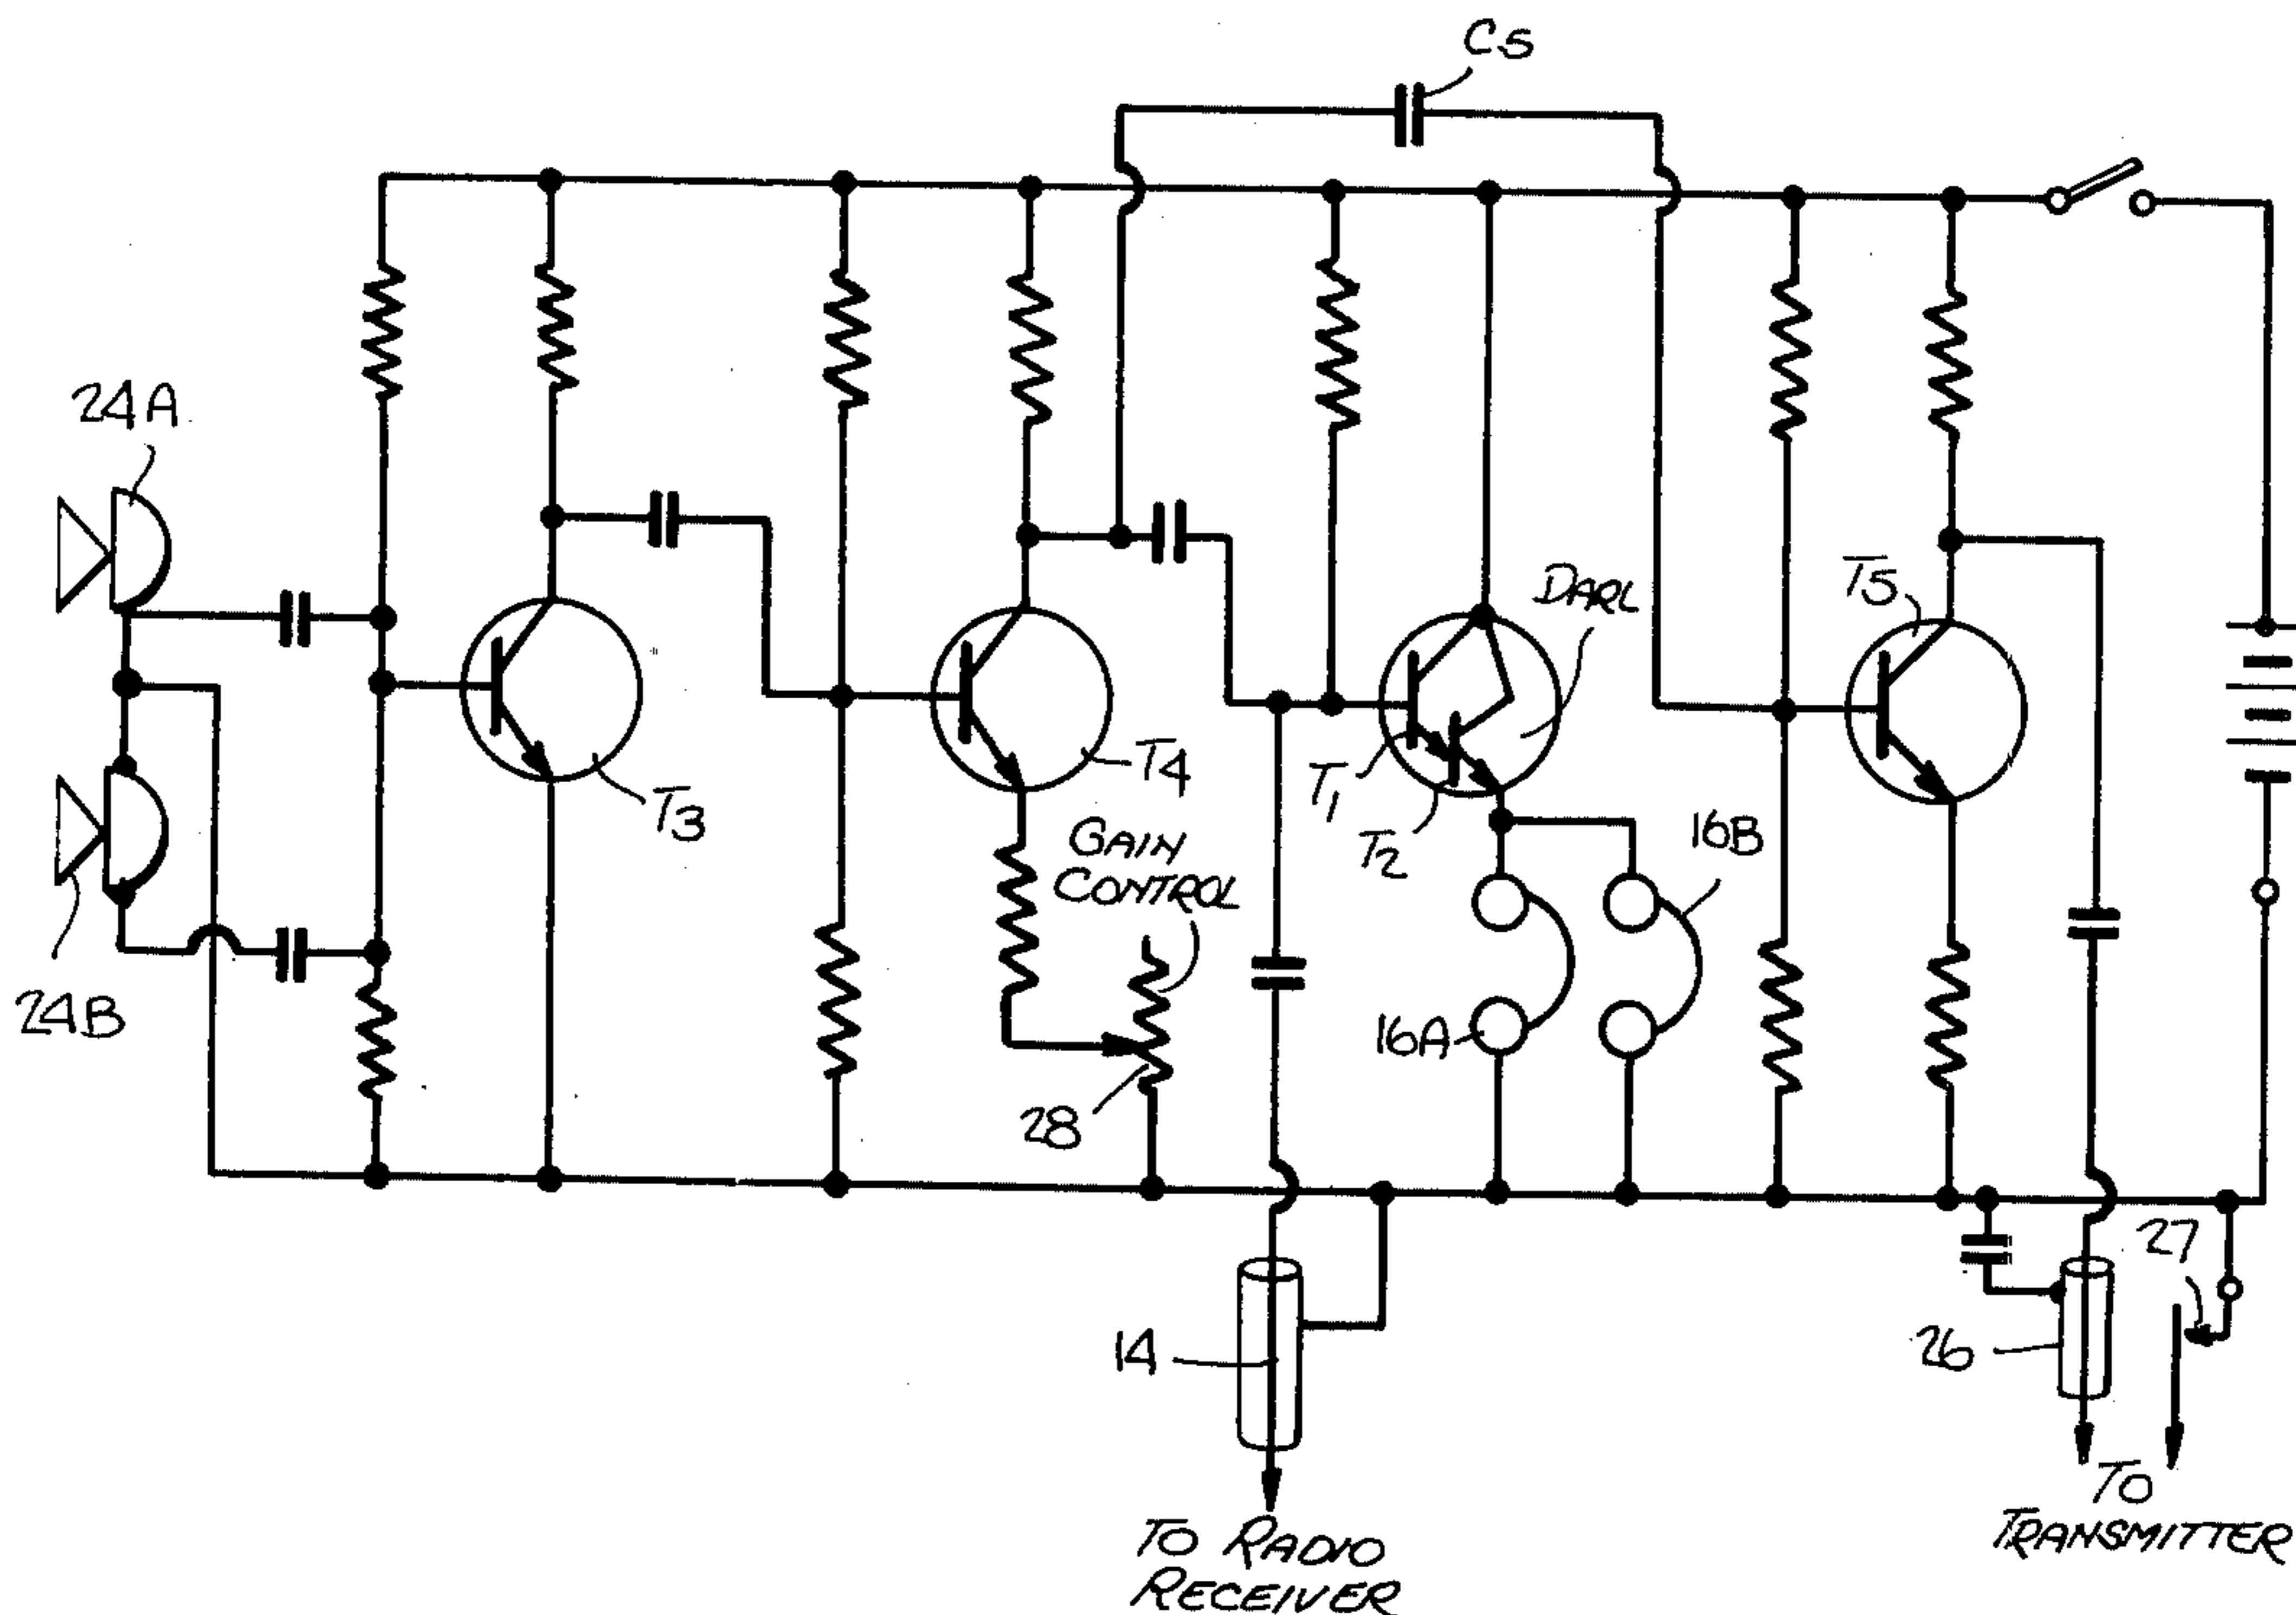 C5
24A
DARL
T5
T4
T3
T1
T2
GAIN
CONTROL
16B
24B
16A
28
27
14
26
TO
TRANSMITTER
TO RADIO
RECEIVER